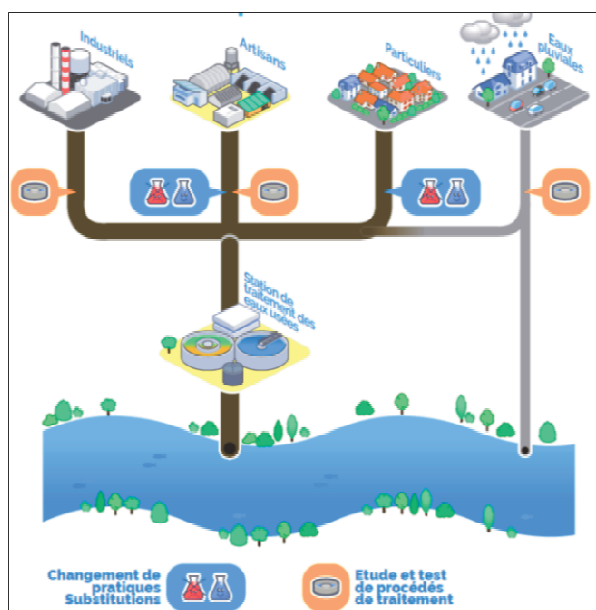 Industriels
Artisans
Particuliers
Eaux
pluviales
Station de
traitement des
eaux usées
Changement de
pratiques
Substitutions
Etude et test
de procédés
de traitement